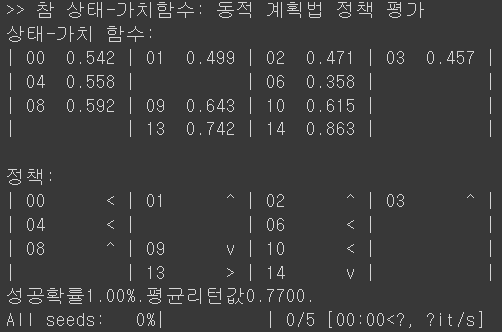 >> 참 상태-가치함수: 동적 계획법 정책 평가
상태-가치 함수:
| 00  0.542 | 01  0.499 | 02  0.471 | 03  0.457 |
| 04  0.558 |           | 06  0.358 |           |
| 08  0.592 | 09  0.643 | 10  0.615 |           |
|           | 13  0.742 | 14  0.863 |           |
정책:
| 00      < | 01      ^ | 02      ^ | 03      ^ |
| 04      < |           | 06      < |           |
| 08      ^ | 09      v | 10      < |           |
|           | 13      > | 14      v |           |
성공확률1.00%.평균리턴값0.7700.
All seeds:   0%|          | 0/5 [00:00<?, ?it/s]